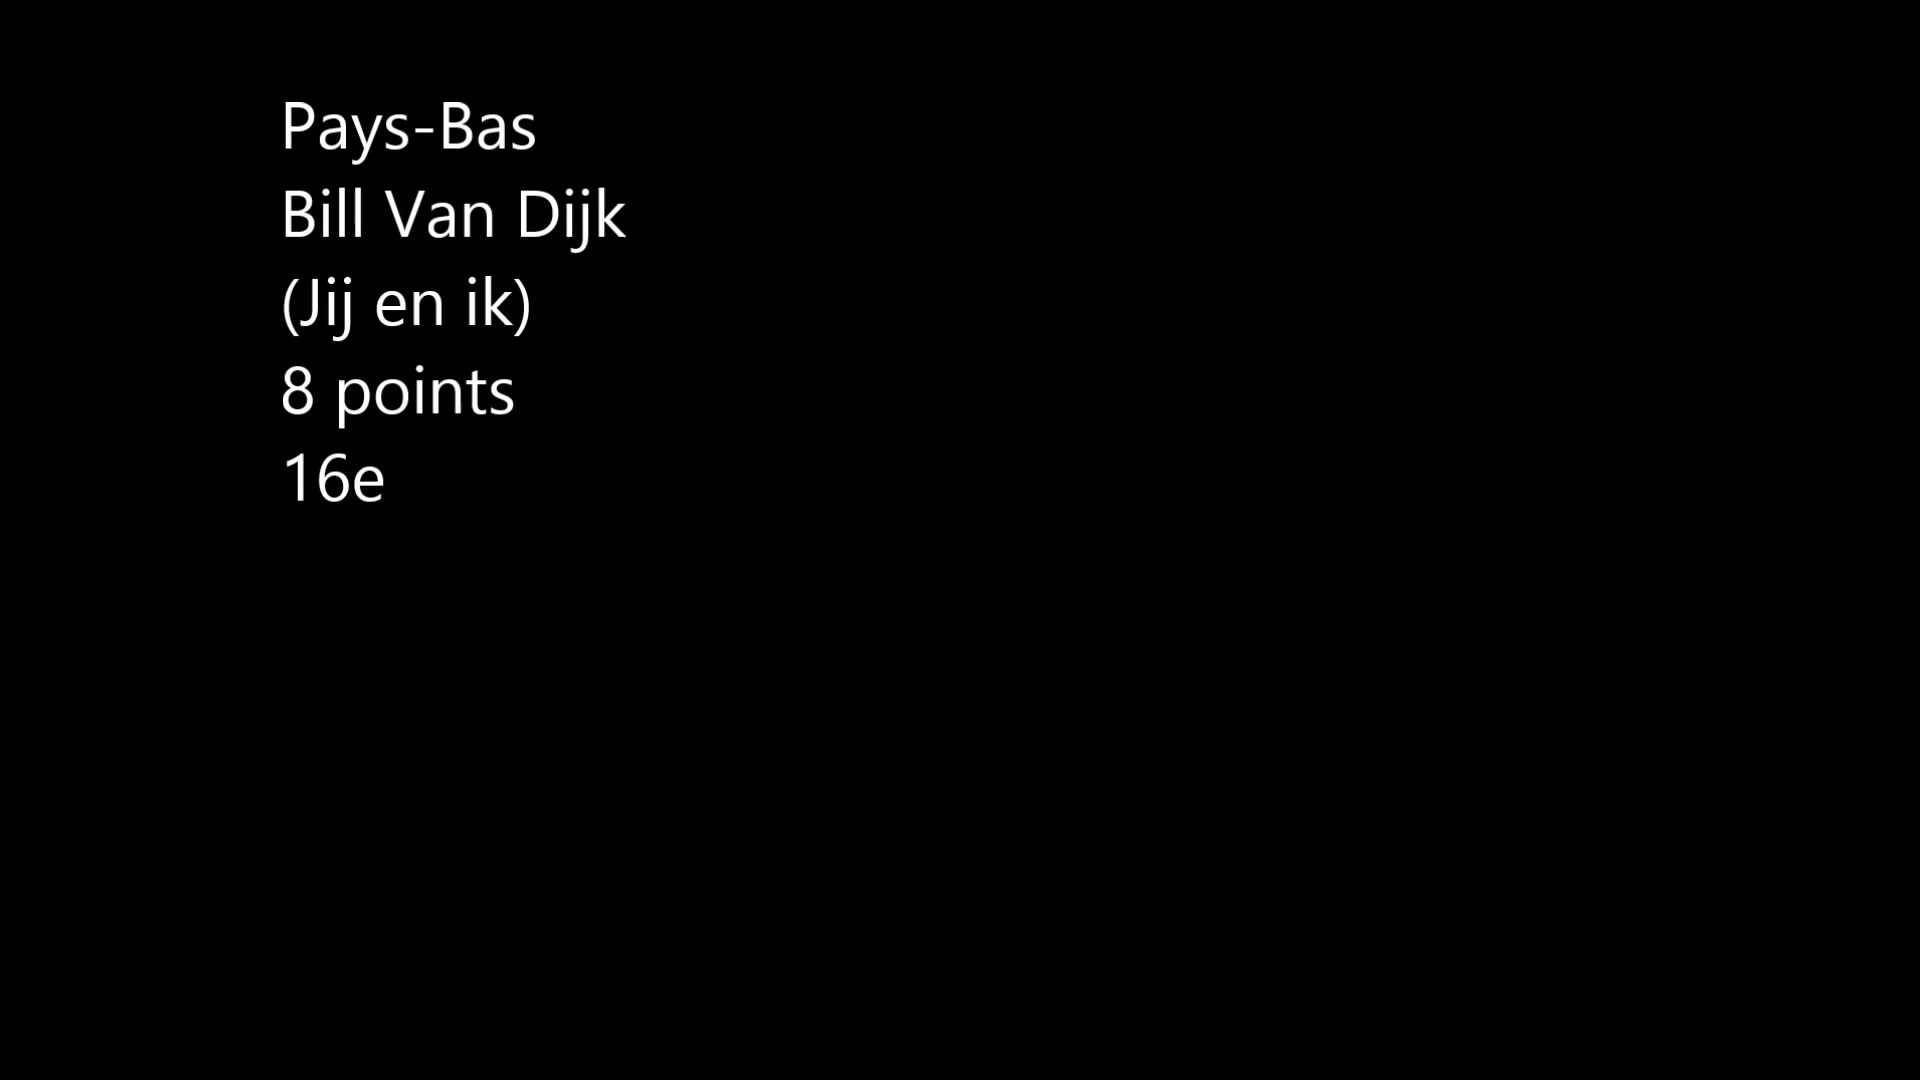 Pays-Bas
Bill Van Dijk
(Jij en ik)
8 points
16e